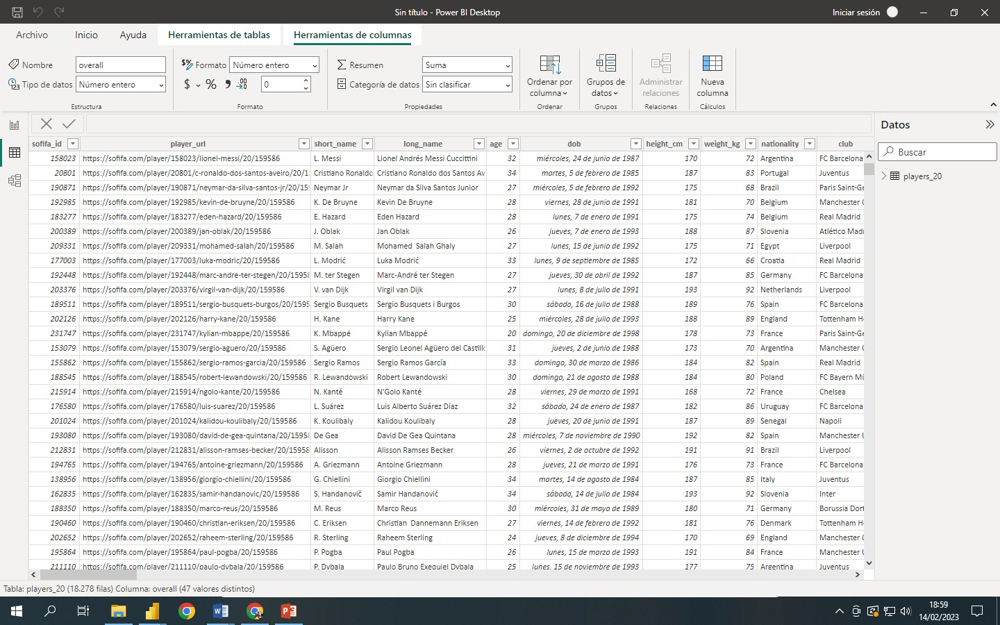 Sin título - Power BI Desktop
Iniciar sesión
Archivo Inicio Ayuda Herramientas de tablas Herramientas de columnas
Nombre overall
Tipo de datos Número entero
Estructura
Formato Número entero
$ % 0
Formato
Resumen Suma
Categoría de datos Sin clasificar
Propiedades
Ordenar por
columna
Ordenar
Grupos de
datos
Grupos
Administrar
relaciones
Relaciones
Nueva
columna
Cálculos
sofifa_id player_url short_name long_name age dob height_cm weight_kg nationality club
158023 https://sofifa.com/player/158023/lionel-messi/20/159586 L. Messi Lionel Andrés Messi Cuccittini 32 miércoles, 24 de junio de 1987 170 72 Argentina FC Barcelona
20801 https://sofifa.com/player/20801/c-ronaldo-dos-santos-aveiro/20/1 Cristiano Ronaldo Cristiano Ronaldo dos Santos Av 34 martes, 5 de febrero de 1985 187 83 Portugal Juventus
190871 https://sofifa.com/player/190871/neymar-da-silva-santos-jr/20/159 Neymar Jr Neymar da Silva Santos Junior 27 miércoles, 5 de febrero de 1992 175 68 Brazil Paris Saint-Ge
192985 https://sofifa.com/player/192985/kevin-de-bruyne/20/159586 K. De Bruyne Kevin De Bruyne 28 viernes, 28 de junio de 1991 181 70 Belgium Manchester C
183277 https://sofifa.com/player/183277/eden-hazard/20/159586 E. Hazard Eden Hazard 28 lunes, 7 de enero de 1991 175 74 Belgium Real Madrid
200389 https://sofifa.com/player/200389/jan-oblak/20/159586 J. Oblak Jan Oblak 26 jueves, 7 de enero de 1993 188 87 Slovenia Atlético Madr
209331 https://sofifa.com/player/209331/mohamed-salah/20/159586 M. Salah Mohamed  Salah Ghaly 27 lunes, 15 de junio de 1992 175 71 Egypt Liverpool
177003 https://sofifa.com/player/177003/luka-modric/20/159586 L. Modrić Luka Modrić 33 lunes, 9 de septiembre de 1985 172 66 Croatia Real Madrid
192448 https://sofifa.com/player/192448/marc-andre-ter-stegen/20/15958 M. ter Stegen Marc-André ter Stegen 27 jueves, 30 de abril de 1992 187 85 Germany FC Barcelona
203376 https://sofifa.com/player/203376/virgil-van-dijk/20/159586 V. van Dijk Virgil van Dijk 27 lunes, 8 de julio de 1991 193 92 Netherlands Liverpool
189511 https://sofifa.com/player/189511/sergio-busquets-burgos/20/1595 Sergio Busquets Sergio Busquets i Burgos 30 sábado, 16 de julio de 1988 189 76 Spain FC Barcelona
202126 https://sofifa.com/player/202126/harry-kane/20/159586 H. Kane Harry Kane 25 miércoles, 28 de julio de 1993 188 89 England Tottenham H
231747 https://sofifa.com/player/231747/kylian-mbappe/20/159586 K. Mbappé Kylian Mbappé 20 domingo, 20 de diciembre de 1998 178 73 France Paris Saint-Ge
153079 https://sofifa.com/player/153079/sergio-aguero/20/159586 S. Agüero Sergio Leonel Agüero del Castillo 31 jueves, 2 de junio de 1988 173 70 Argentina Manchester C
155862 https://sofifa.com/player/155862/sergio-ramos-garcia/20/159586 Sergio Ramos Sergio Ramos García 33 domingo, 30 de marzo de 1986 184 82 Spain Real Madrid
188545 https://sofifa.com/player/188545/robert-lewandowski/20/159586 R. Lewandowski Robert Lewandowski 30 domingo, 21 de agosto de 1988 184 80 Poland FC Bayern Mü
215914 https://sofifa.com/player/215914/ngolo-kante/20/159586 N. Kanté N'Golo Kanté 28 viernes, 29 de marzo de 1991 168 72 France Chelsea
176580 https://sofifa.com/player/176580/luis-suarez/20/159586 L. Suárez Luis Alberto Suárez Díaz 32 sábado, 24 de enero de 1987 182 86 Uruguay FC Barcelona
201024 https://sofifa.com/player/201024/kalidou-koulibaly/20/159586 K. Koulibaly Kalidou Koulibaly 28 jueves, 20 de junio de 1991 187 89 Senegal Napoli
193080 https://sofifa.com/player/193080/david-de-gea-quintana/20/15958 De Gea David De Gea Quintana 28 miércoles, 7 de noviembre de 1990 192 82 Spain Manchester U
212831 https://sofifa.com/player/212831/alisson-ramses-becker/20/159586 Alisson Alisson Ramses Becker 26 viernes, 2 de octubre de 1992 191 91 Brazil Liverpool
194765 https://sofifa.com/player/194765/antoine-griezmann/20/159586 A. Griezmann Antoine Griezmann 28 jueves, 21 de marzo de 1991 176 73 France FC Barcelona
138956 https://sofifa.com/player/138956/giorgio-chiellini/20/159586 G. Chiellini Giorgio Chiellini 34 martes, 14 de agosto de 1984 187 85 Italy Juventus
162835 https://sofifa.com/player/162835/samir-handanovic/20/159586 S. Handanovič Samir Handanovič 34 sábado, 14 de julio de 1984 193 92 Slovenia Inter
188350 https://sofifa.com/player/188350/marco-reus/20/159586 M. Reus Marco Reus 30 miércoles, 31 de mayo de 1989 180 71 Germany Borussia Dort
190460 https://sofifa.com/player/190460/christian-eriksen/20/159586 C. Eriksen Christian  Dannemann Eriksen 27 viernes, 14 de febrero de 1992 181 76 Denmark Tottenham H
202652 https://sofifa.com/player/202652/raheem-sterling/20/159586 R. Sterling Raheem Sterling 24 jueves, 8 de diciembre de 1994 170 69 England Manchester C
195864 https://sofifa.com/player/195864/paul-pogba/20/159586 P. Pogba Paul Pogba 26 lunes, 15 de marzo de 1993 191 84 France Manchester U
211110 https://sofifa.com/player/211110/paulo-dybala/20/159586 P. Dybala Paulo Bruno Exequiel Dybala 25 lunes, 15 de noviembre de 1993 177 75 Argentina Juventus
Datos
Buscar
players_20
Tabla: players_20 (18.278 filas) Columna: overall (47 valores distintos)
18:59
14/02/2023